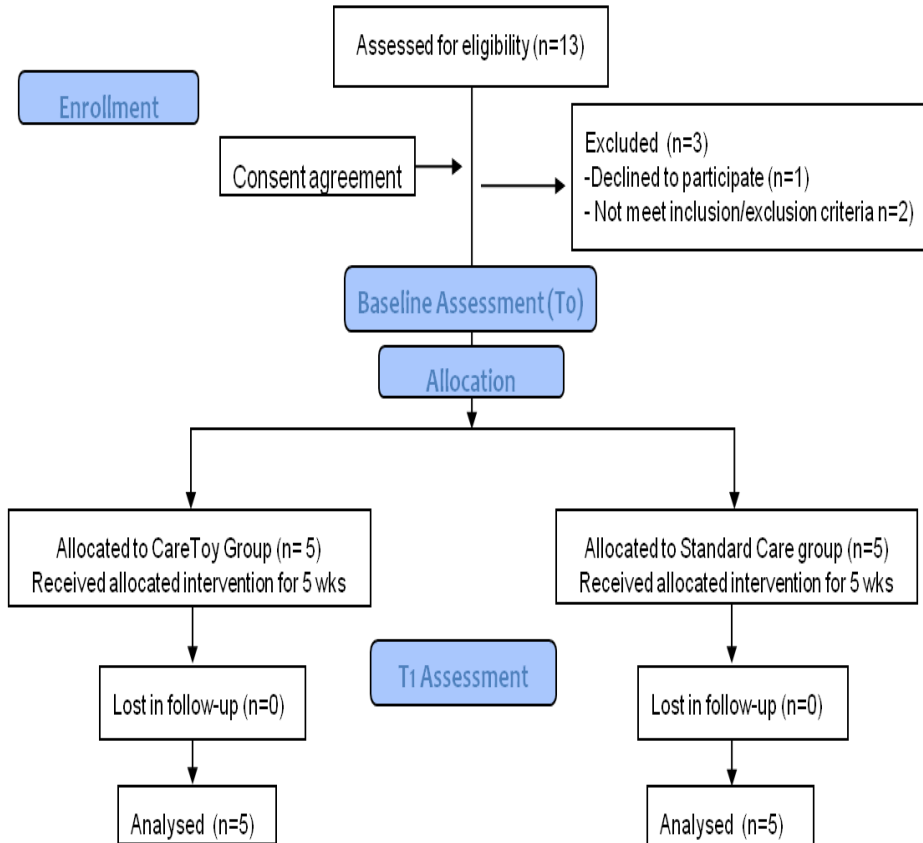 Assessed for eligibility (n=13)
Enrollment
Consent agreement
Excluded (n=3)
-Declined to participate (n=1)
- Not meet inclusion/exclusion criteria n=2)
Baseline Assessment (T0)
Allocation
Allocated to CareToy Group (n= 5)
Received allocated intervention for 5 wks
Allocated to Standard Care group (n=5)
Received allocated intervention for 5 wks
T1 Assessment
Lost in follow-up (n=0)
Lost in follow-up (n=0)
Analysed (n=5)
Analysed (n=5)